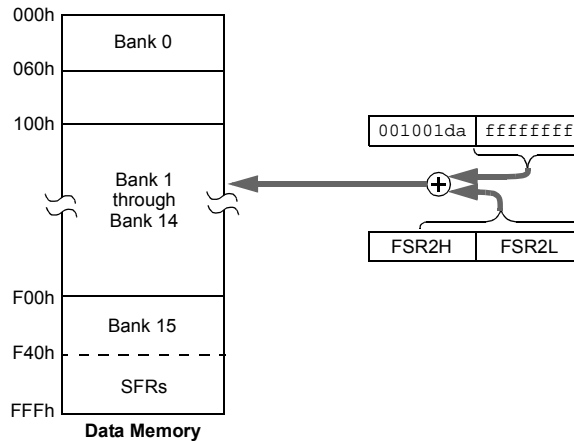 000h
Bank 0
060h
100h
001001da ffffffff
Bank 1
through
Bank 14
FSR2H FSR2L
F00h
Bank 15
F40h
SFRs
FFFh
Data Memory